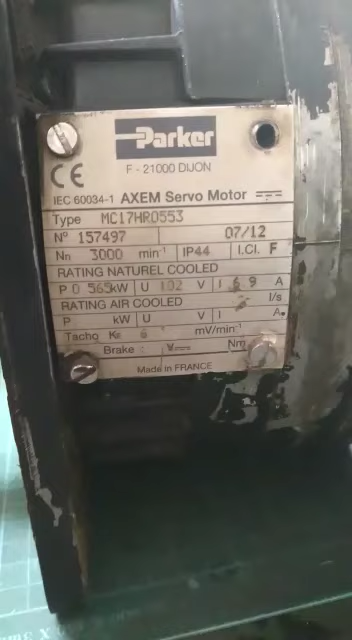 Parker
F - 21000 DIJON
CE
IEC 60034-1 AXEM Servo Motor
Type MC17HR0553
N° 157497 07/12
Nn 3000 min⁻¹ IP44 I.Cl. F
RATING NATUREL COOLED
P 0 565kW U 102 V I 6 9 A
RATING AIR COOLED l/s
P kW U V I A
Tacho 6 mV/min⁻¹
Brake : V Nm
Made in FRANCE